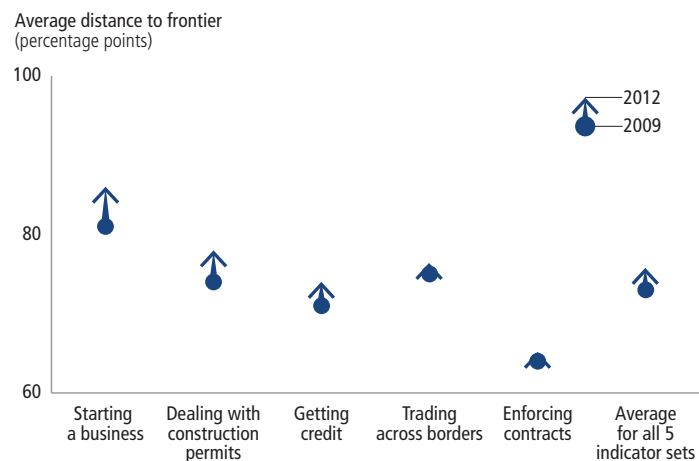 Average distance to frontier
(percentage points)
100
2012
2009
80
60
Starting
a business
Dealing with
construction
permits
Getting
credit
Trading
across borders
Enforcing
contracts
Average
for all 5
indicator sets